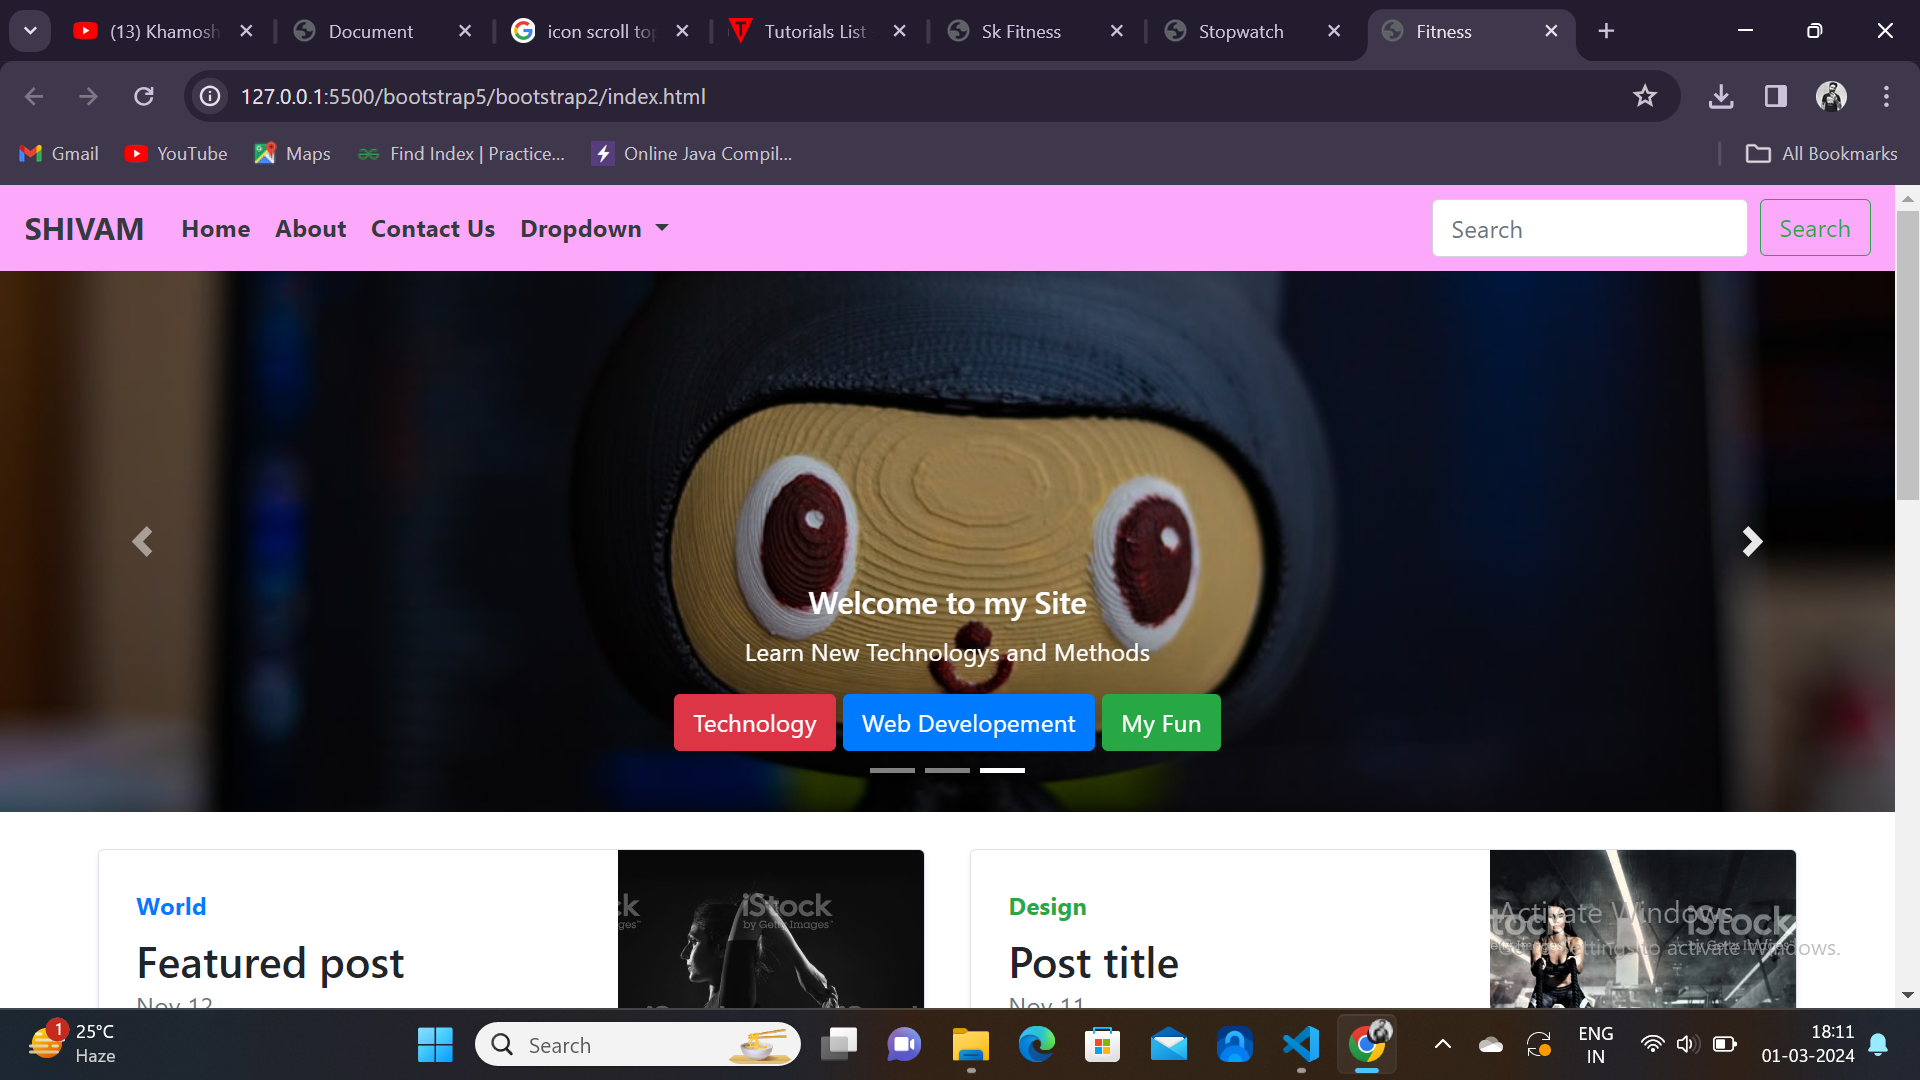 (13) Khamosh
Document
icon scroll top
Tutorials List
Sk Fitness
Stopwatch
Fitness
127.0.0.1:5500/bootstrap5/bootstrap2/index.html
Gmail
YouTube
Maps
Find Index | Practice...
Online Java Compil...
All Bookmarks
SHIVAM
Home
About
Contact Us
Dropdown
Search
Search
Welcome to my Site
Learn New Technologys and Methods
Technology
Web Developement
My Fun
World
Featured post
Nov 12
iStock
by Getty Images™
Design
Post title
Nov 11
iStock
Activate Windows
Go to Settings to activate Windows.
1
25°C
Haze
Search
ENG
IN
18:11
01-03-2024